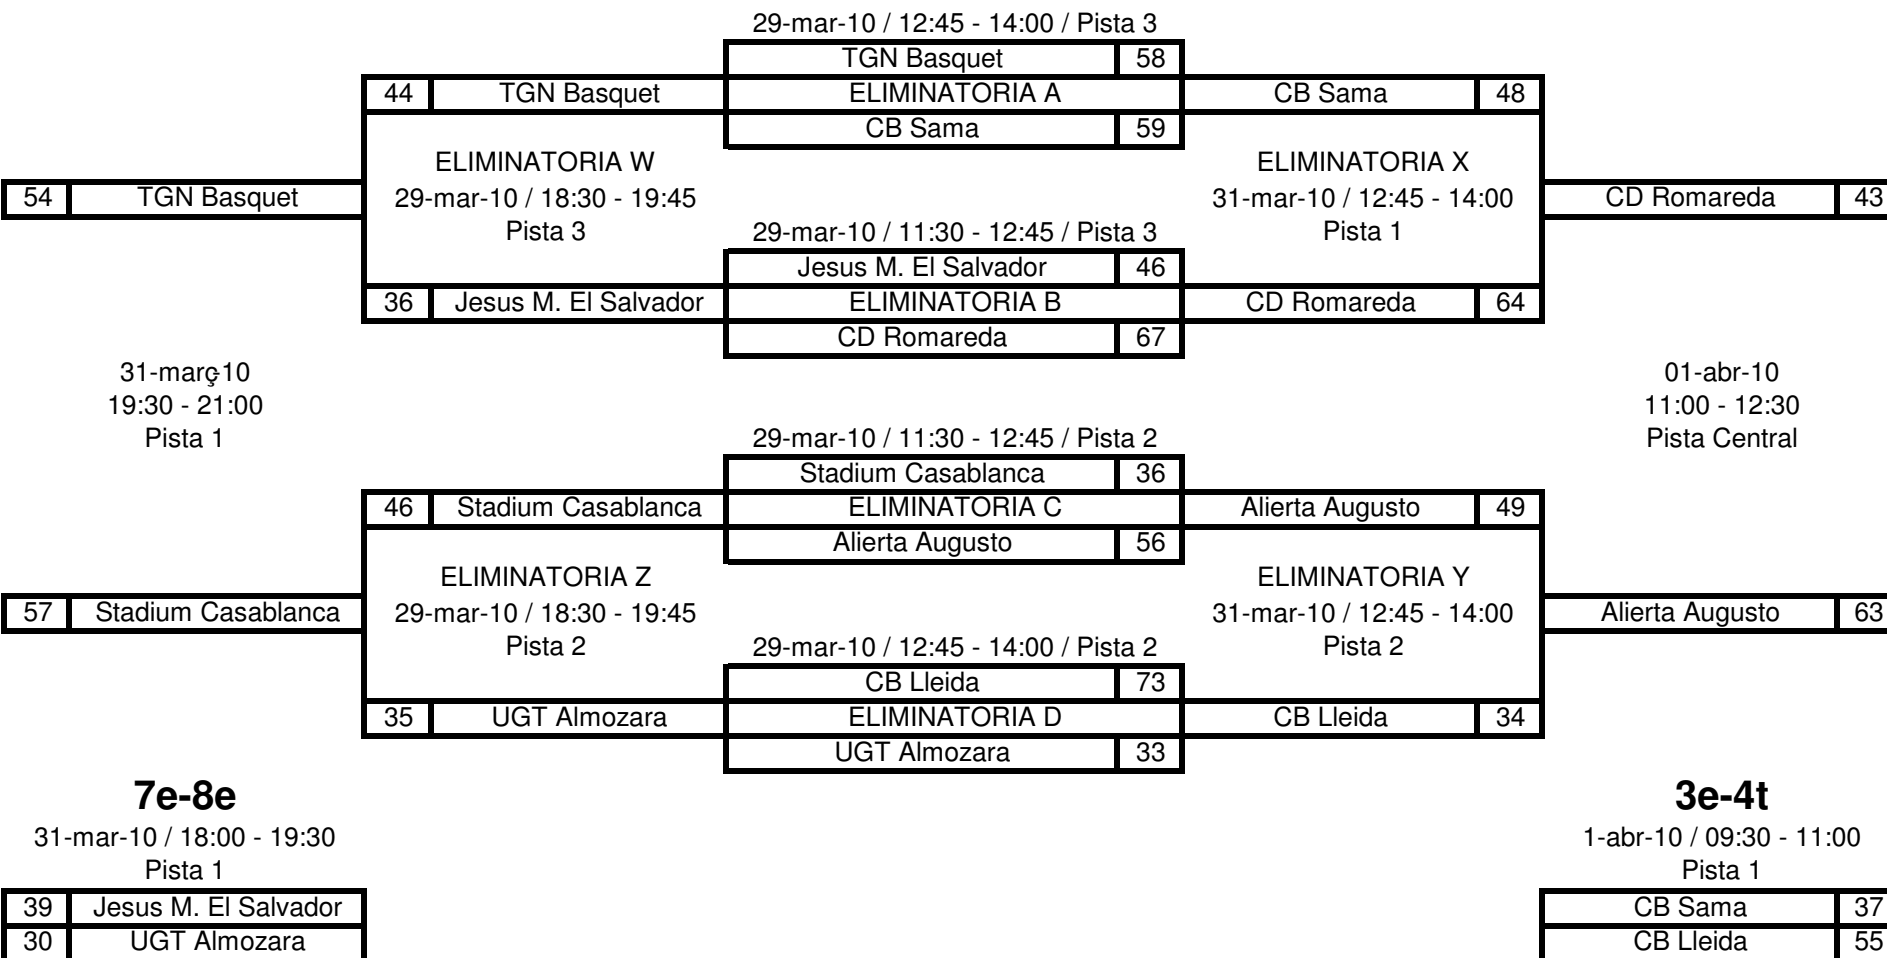 29-mar-10 / 12:45 - 14:00 / Pista 3
TGN Basquet 58
44 TGN Basquet ELIMINATORIA A CB Sama 48
CB Sama 59
ELIMINATORIA W ELIMINATORIA X
54 TGN Basquet 29-mar-10 / 18:30 - 19:45 31-mar-10 / 12:45 - 14:00 CD Romareda 43
Pista 3 29-mar-10 / 11:30 - 12:45 / Pista 3 Pista 1
Jesus M. El Salvador 46
36 Jesus M. El Salvador ELIMINATORIA B CD Romareda 64
CD Romareda 67
31-març-10 01-abr-10
19:30 - 21:00 11:00 - 12:30
Pista 1 29-mar-10 / 11:30 - 12:45 / Pista 2 Pista Central
Stadium Casablanca 36
46 Stadium Casablanca ELIMINATORIA C Alierta Augusto 49
Alierta Augusto 56
ELIMINATORIA Z ELIMINATORIA Y
57 Stadium Casablanca 29-mar-10 / 18:30 - 19:45 31-mar-10 / 12:45 - 14:00 Alierta Augusto 63
Pista 2 29-mar-10 / 12:45 - 14:00 / Pista 2 Pista 2
CB Lleida 73
35 UGT Almozara ELIMINATORIA D CB Lleida 34
UGT Almozara 33
7e-8e 3e-4t
31-mar-10 / 18:00 - 19:30 1-abr-10 / 09:30 - 11:00
Pista 1 Pista 1
39 Jesus M. El Salvador CB Sama 37
30 UGT Almozara CB Lleida 55